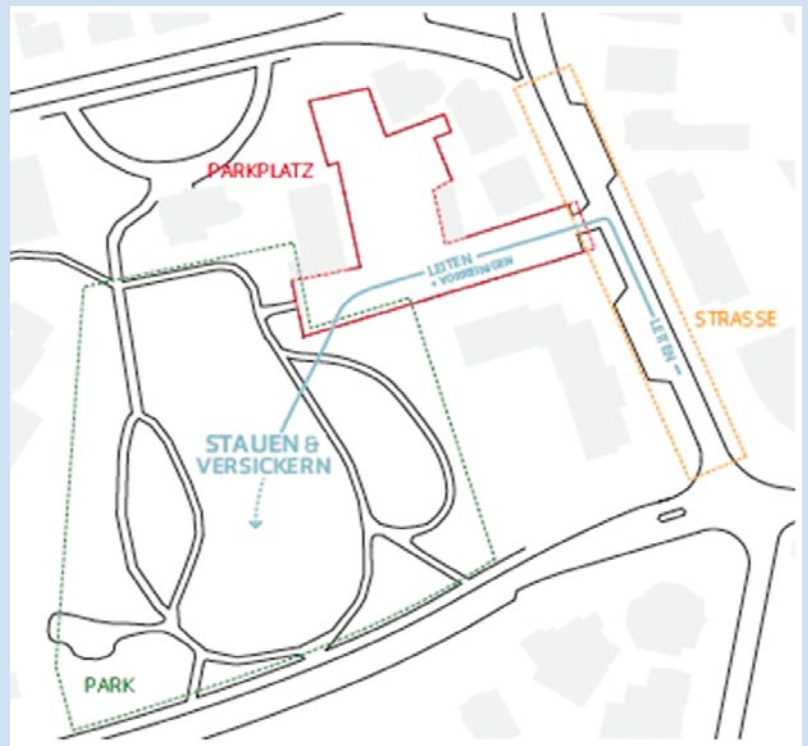 PARKPLATZ
LEITEN
+ VORREINIGEN
STRASSE
LEITEN
STAUEN &
VERSICKERN
PARK